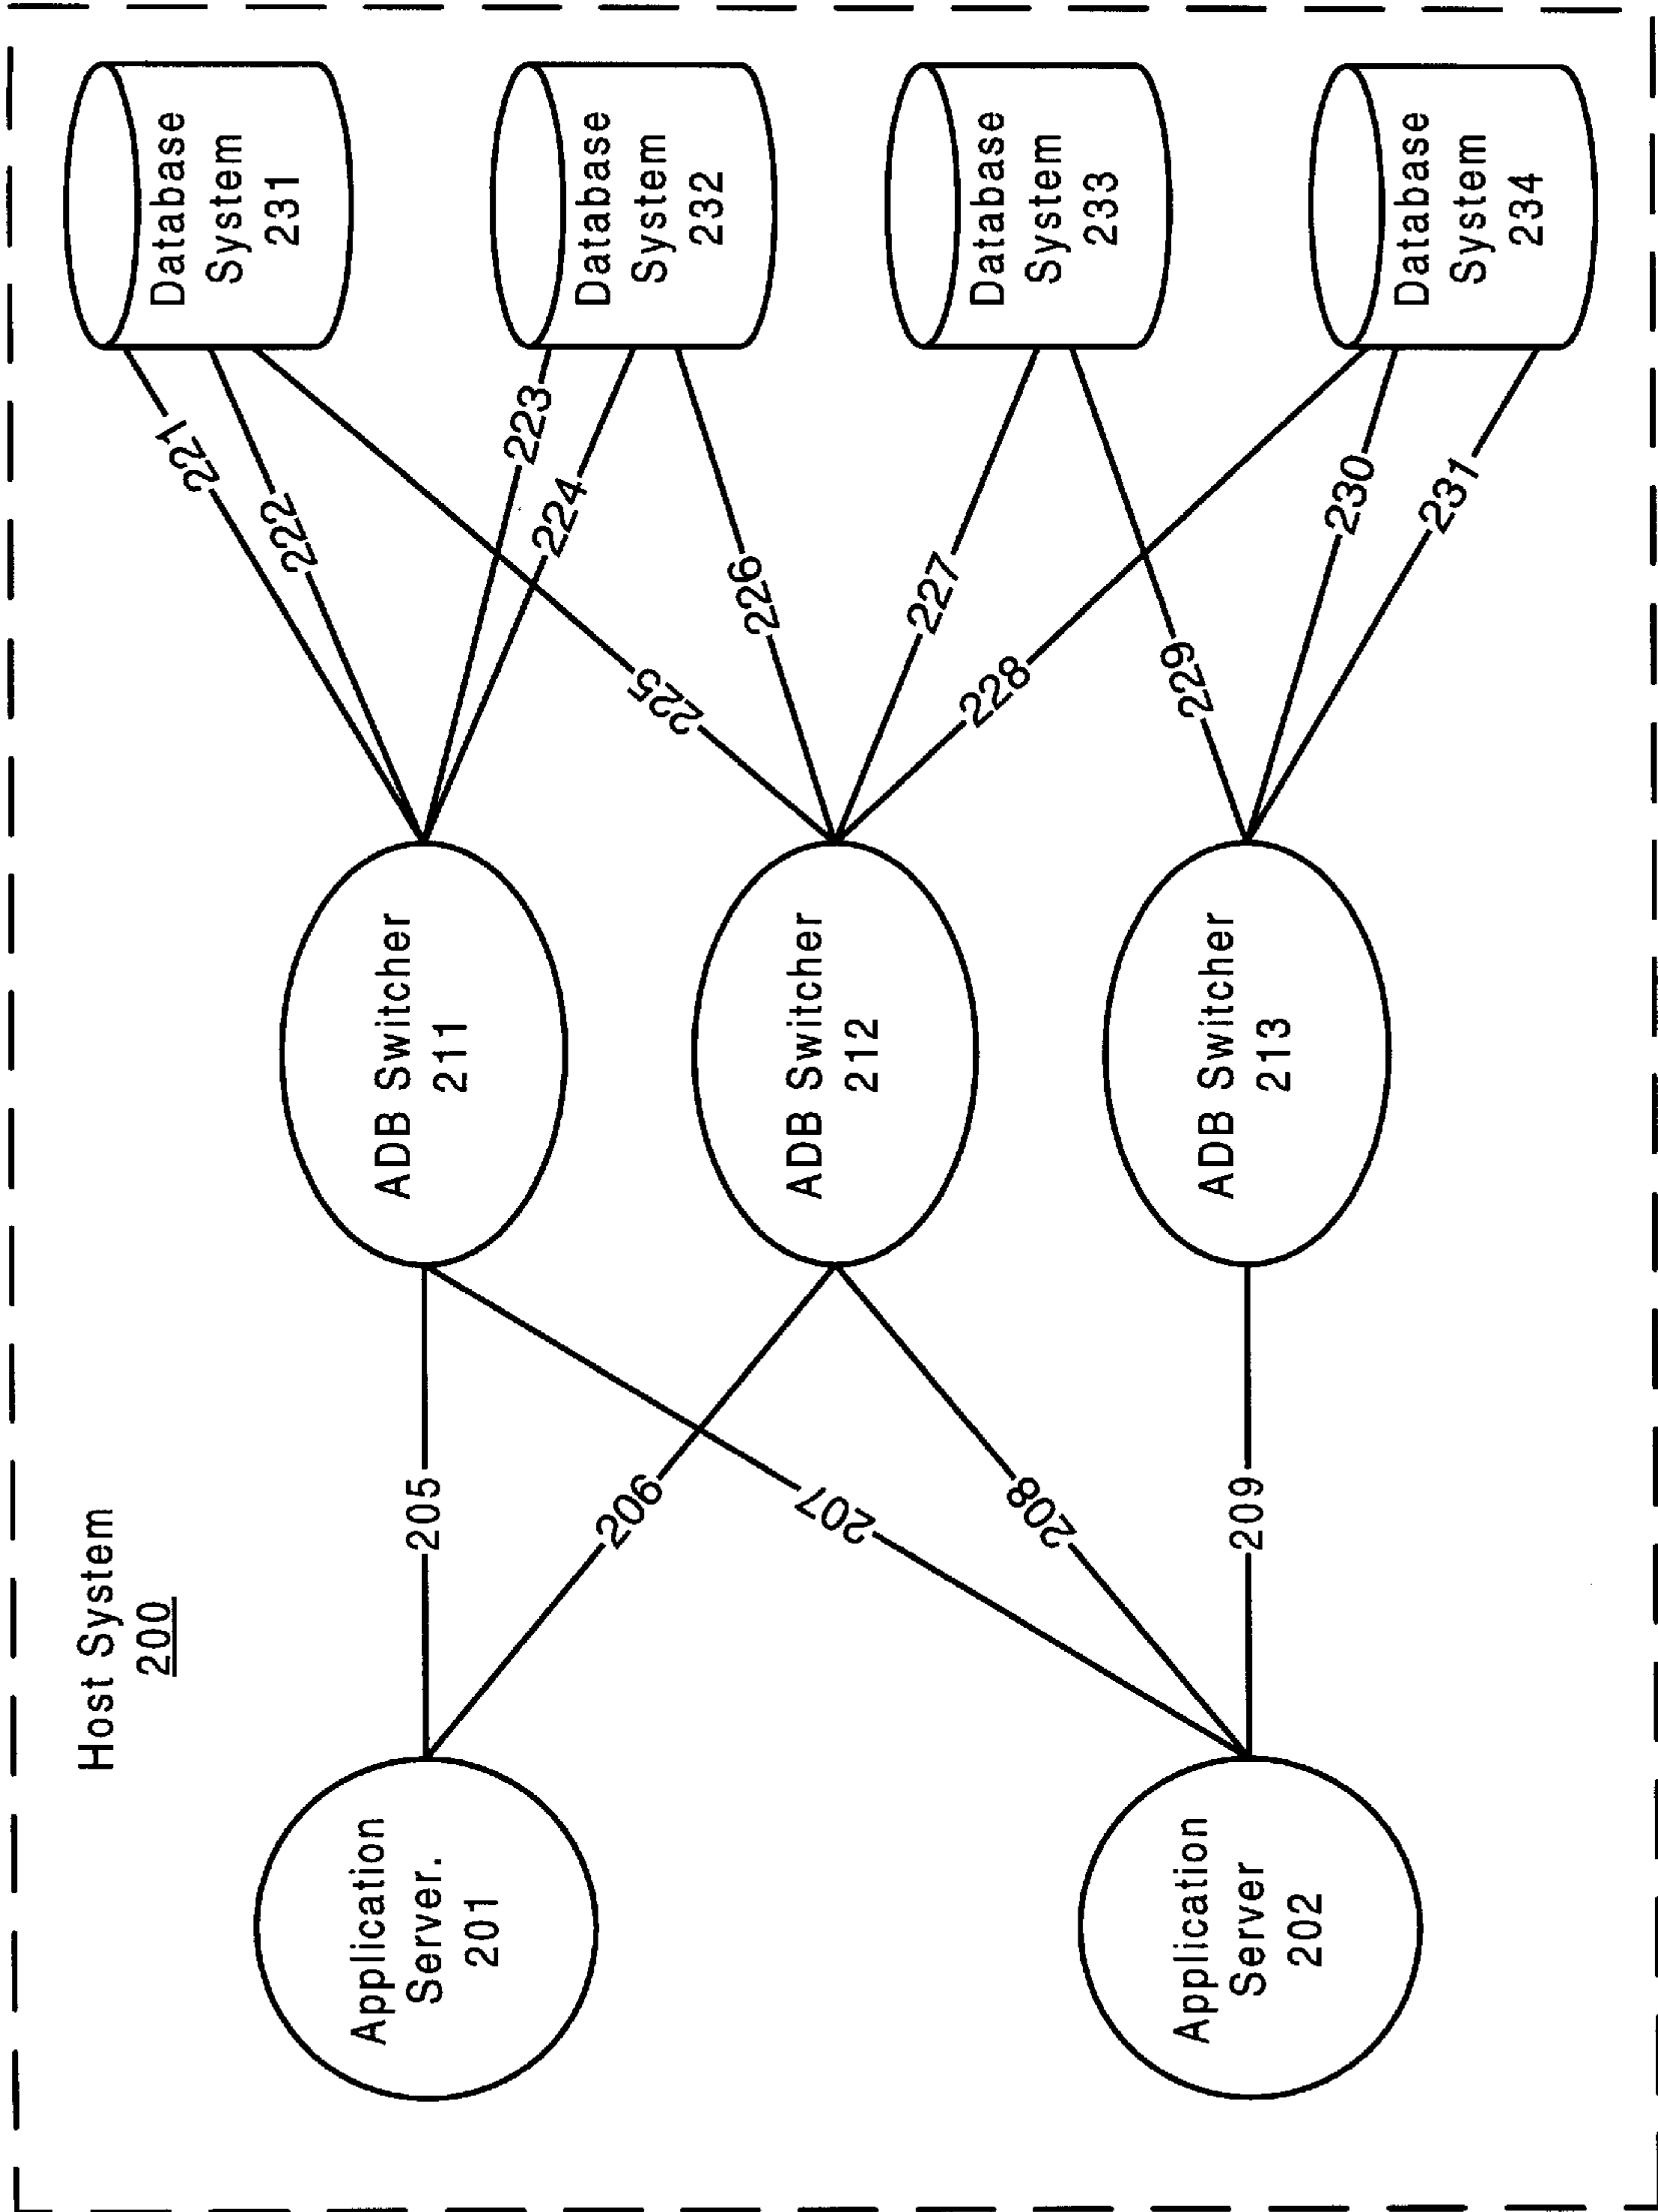 Host System
200
Application
Server.
201
Application
Server
202
205
206
207
208
209
ADB Switcher
211
ADB Switcher
212
ADB Switcher
213
221
222
223
224
225
226
227
228
229
230
231
Database
System
231
Database
System
232
Database
System
233
Database
System
234